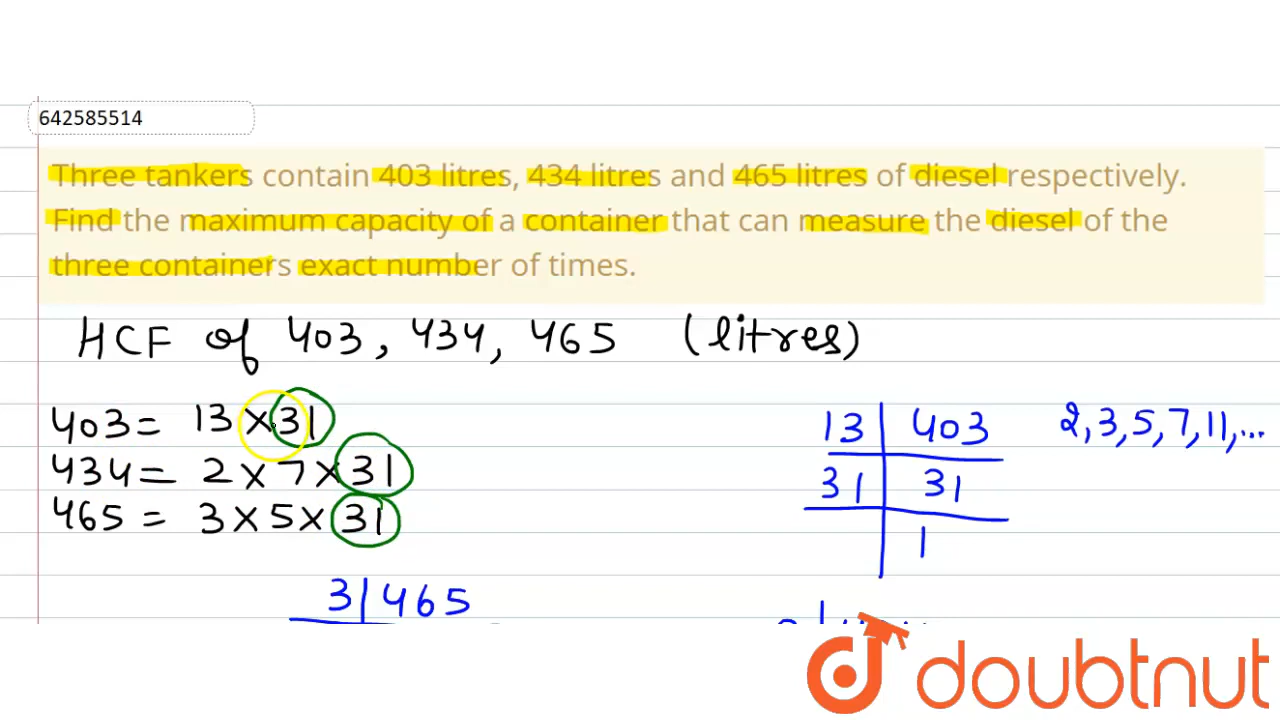 642585514
Three tankers contain 403 litres, 434 litres and 465 litres of diesel respectively.
Find the maximum capacity of a container that can measure the diesel of the
three containers exact number of times.
HCF of 403, 434, 465 (litres)
403 = 13 × 31
434 = 2 × 7 × 31
465 = 3 × 5 × 31
13 | 403 2, 3, 5, 7, 11, ...
31 | 31
1
3 | 465
doubtnut